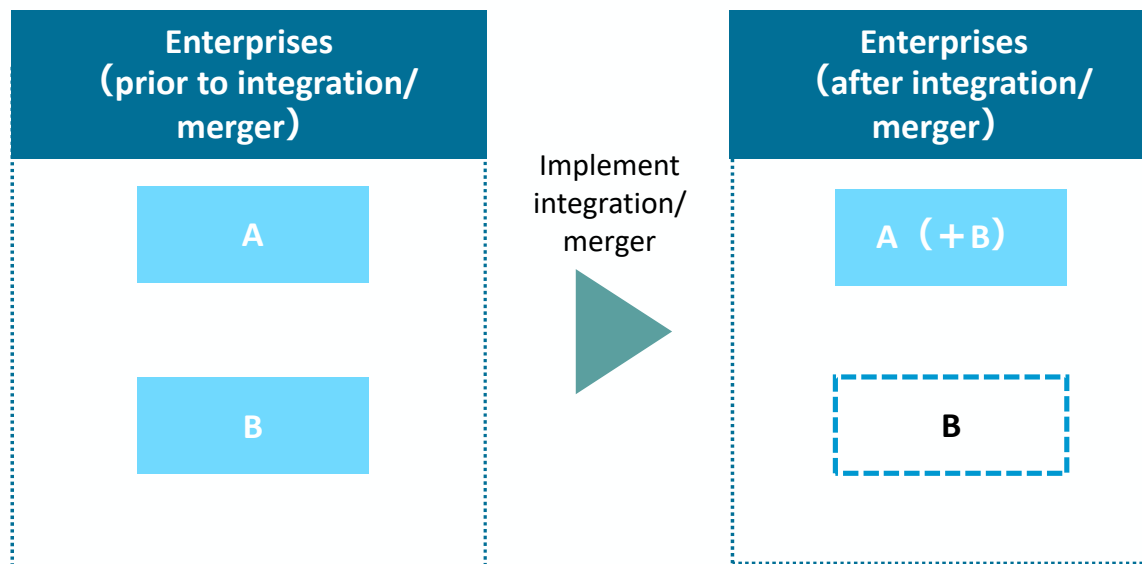 Enterprises
（prior to integration/
merger）
A
B
Implement
integration/
merger
Enterprises
（after integration/
merger）
A（＋B）
B